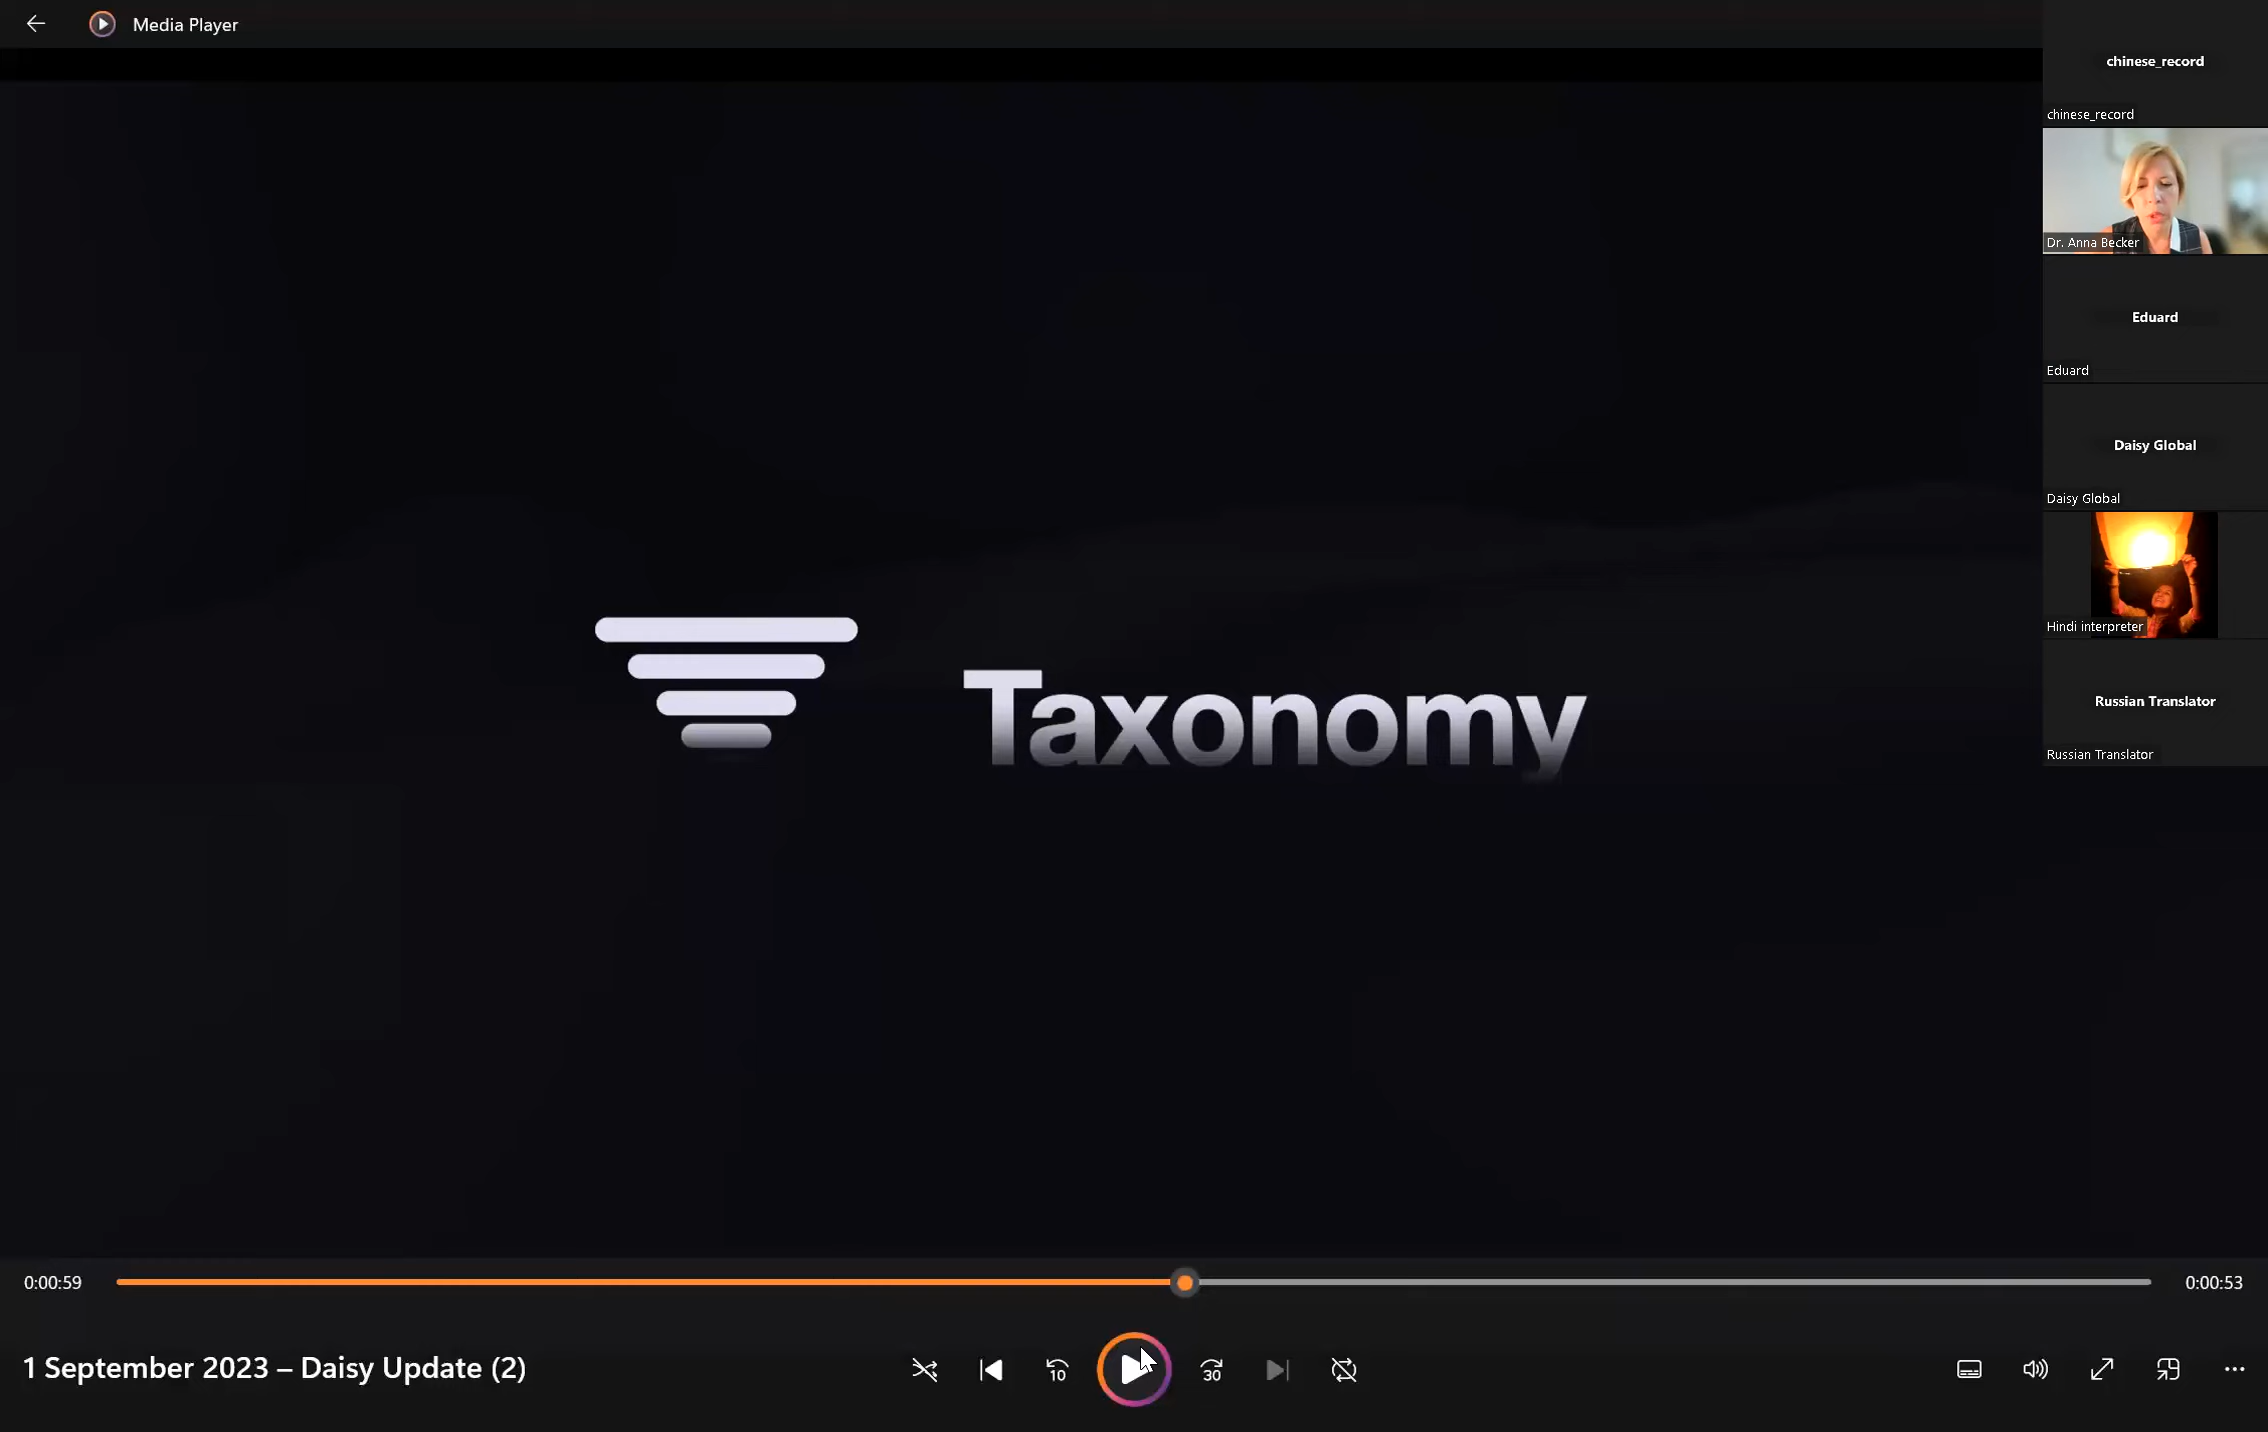 Media Player
chinese_record
chinese_record
Dr. Anna Becker
Eduard
Eduard
Daisy Global
Daisy Global
Hindi interpreter
Russian Translator
Russian Translator
Taxonomy
0:00:59
0:00:53
1 September 2023 – Daisy Update (2)
10
30